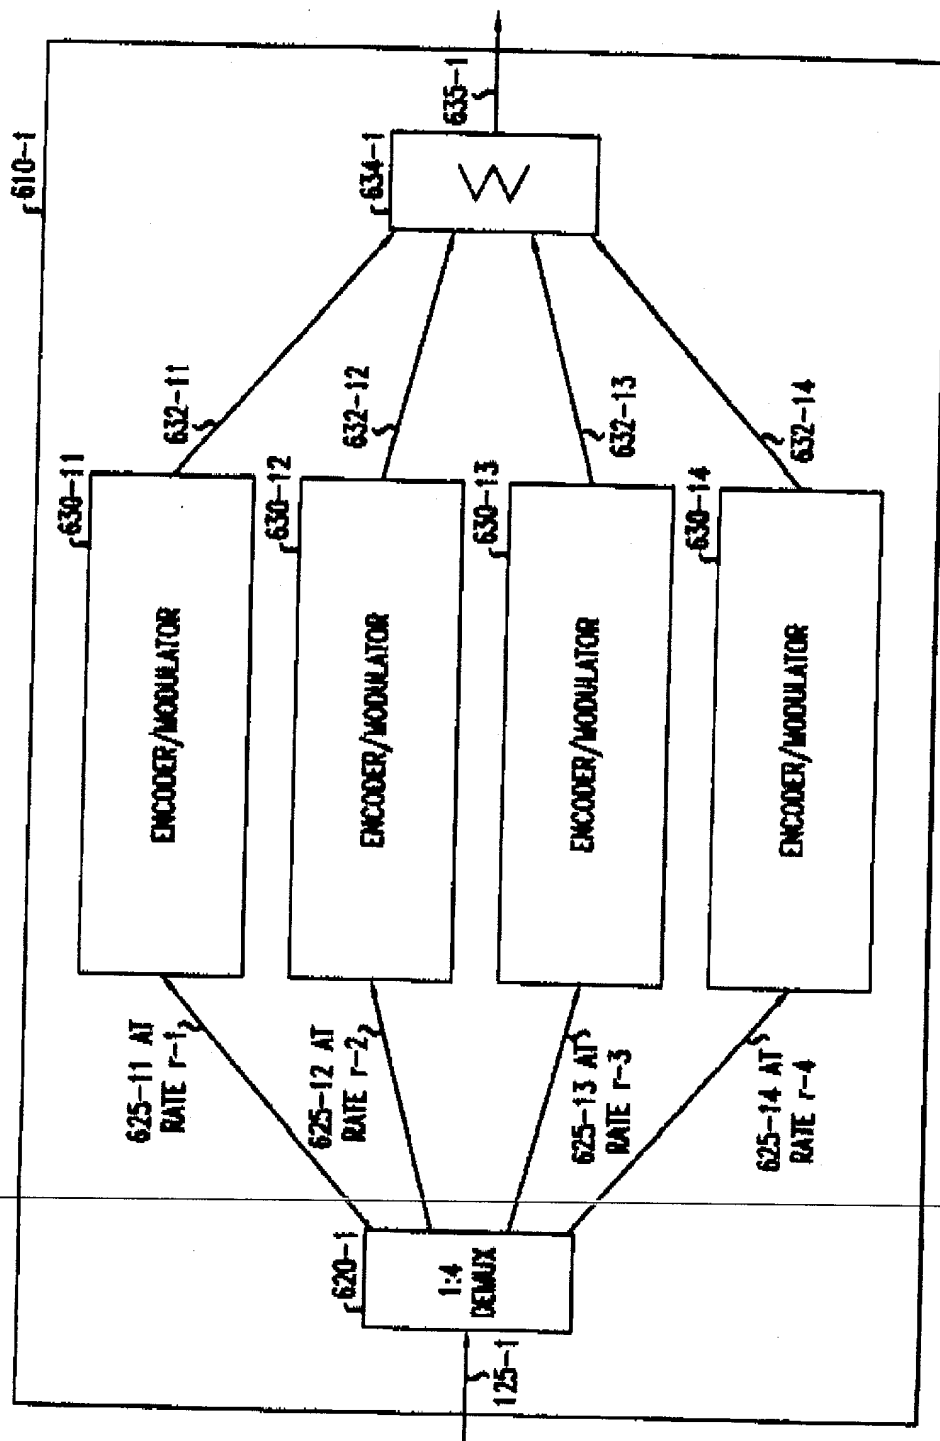 610-1
125-1
620-1
1:4
DEMUX
625-11 AT
RATE r-1
625-12 AT
RATE r-2
625-13 AT
RATE r-3
625-14 AT
RATE r-4
630-11
ENCODER/MODULATOR
630-12
ENCODER/MODULATOR
630-13
ENCODER/MODULATOR
630-14
ENCODER/MODULATOR
632-11
632-12
632-13
632-14
634-1
635-1